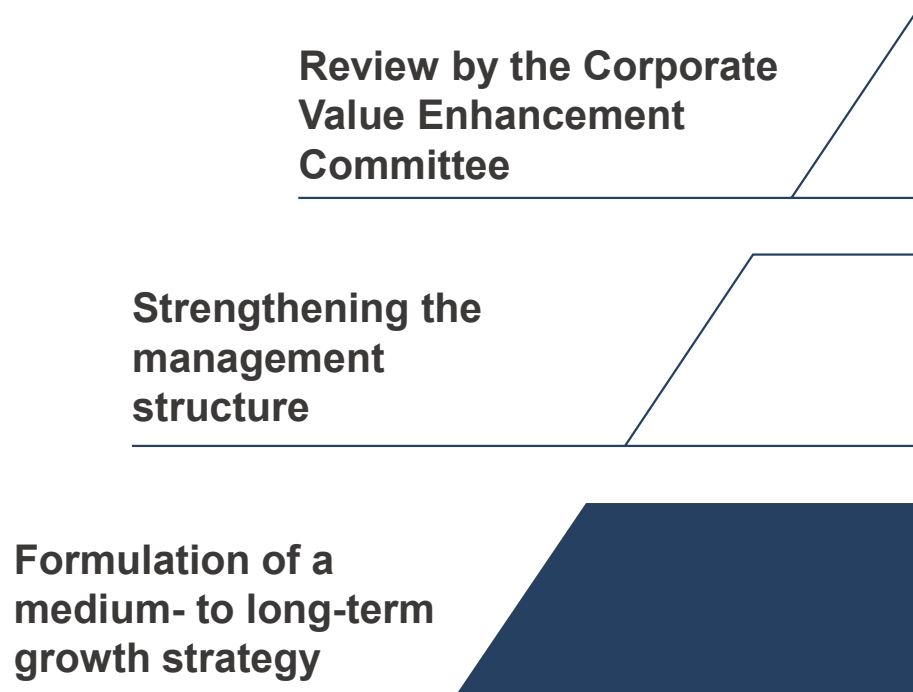 Review by the Corporate
Value Enhancement
Committee
Strengthening the
management
structure
Formulation of a
medium- to long-term
growth strategy